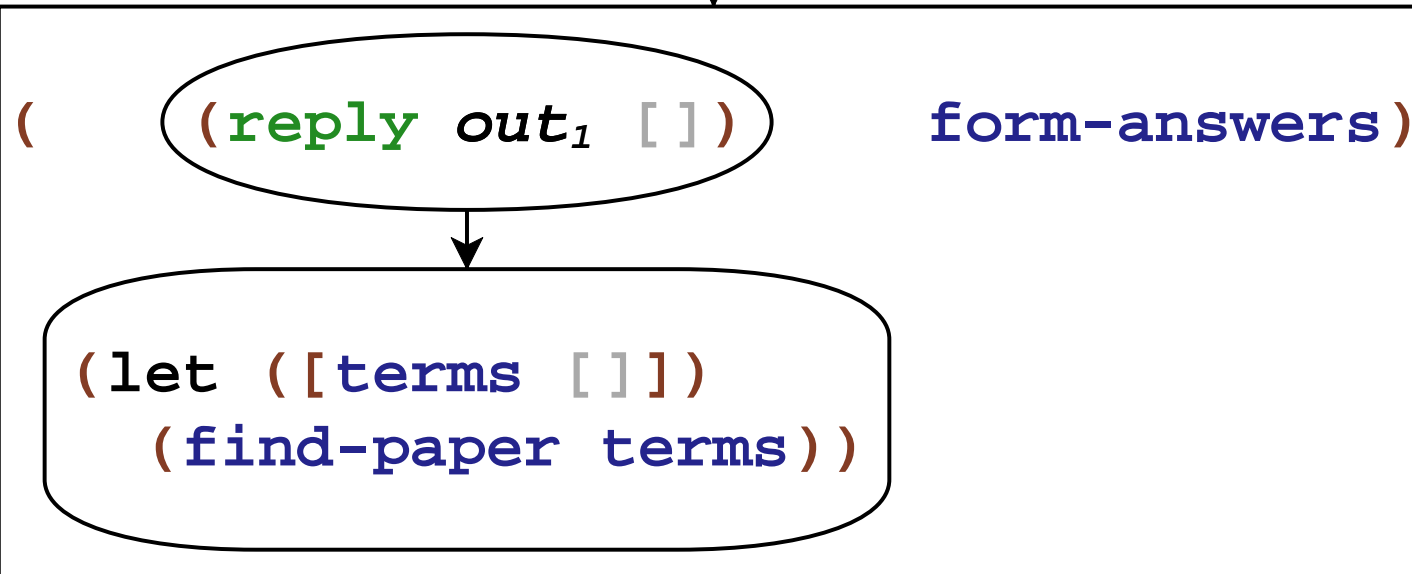 ( (reply out₁ []) form-answers)
(let ([terms []])
(find-paper terms))